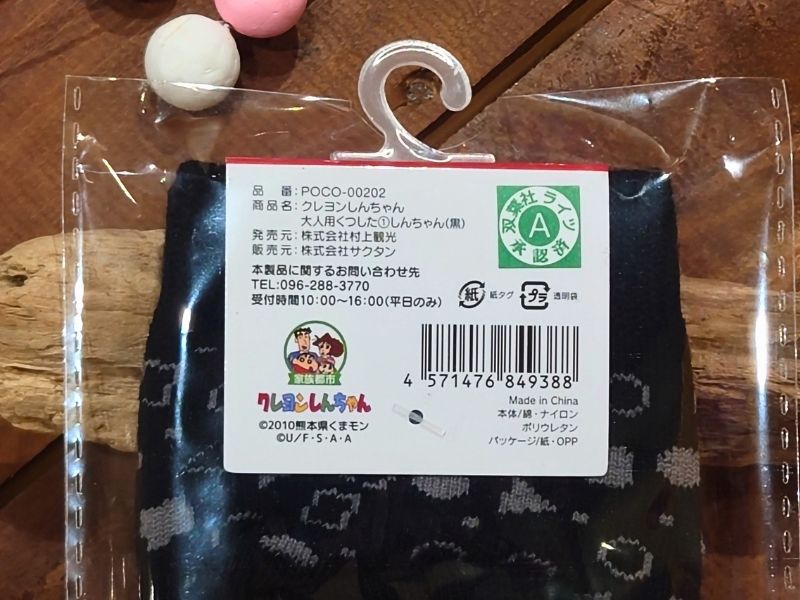 品 番:POCO-00202
商品名:クレヨンしんちゃん
大人用くつした①しんちゃん(黒)
発売元:株式会社村上観光
販売元:株式会社サクタン
本製品に関するお問い合わせ先
TEL:096-288-3770
受付時間10:00~16:00(平日のみ)
双葉社ライツ
A
承認済
紙 紙タグ プラ 透明袋
家族都市
クレヨンしんちゃん
©2010熊本県くまモン
©U/F・S・A・A
4 571476 849388
Made in China
本体/綿・ナイロン
ポリウレタン
パッケージ/紙・OPP